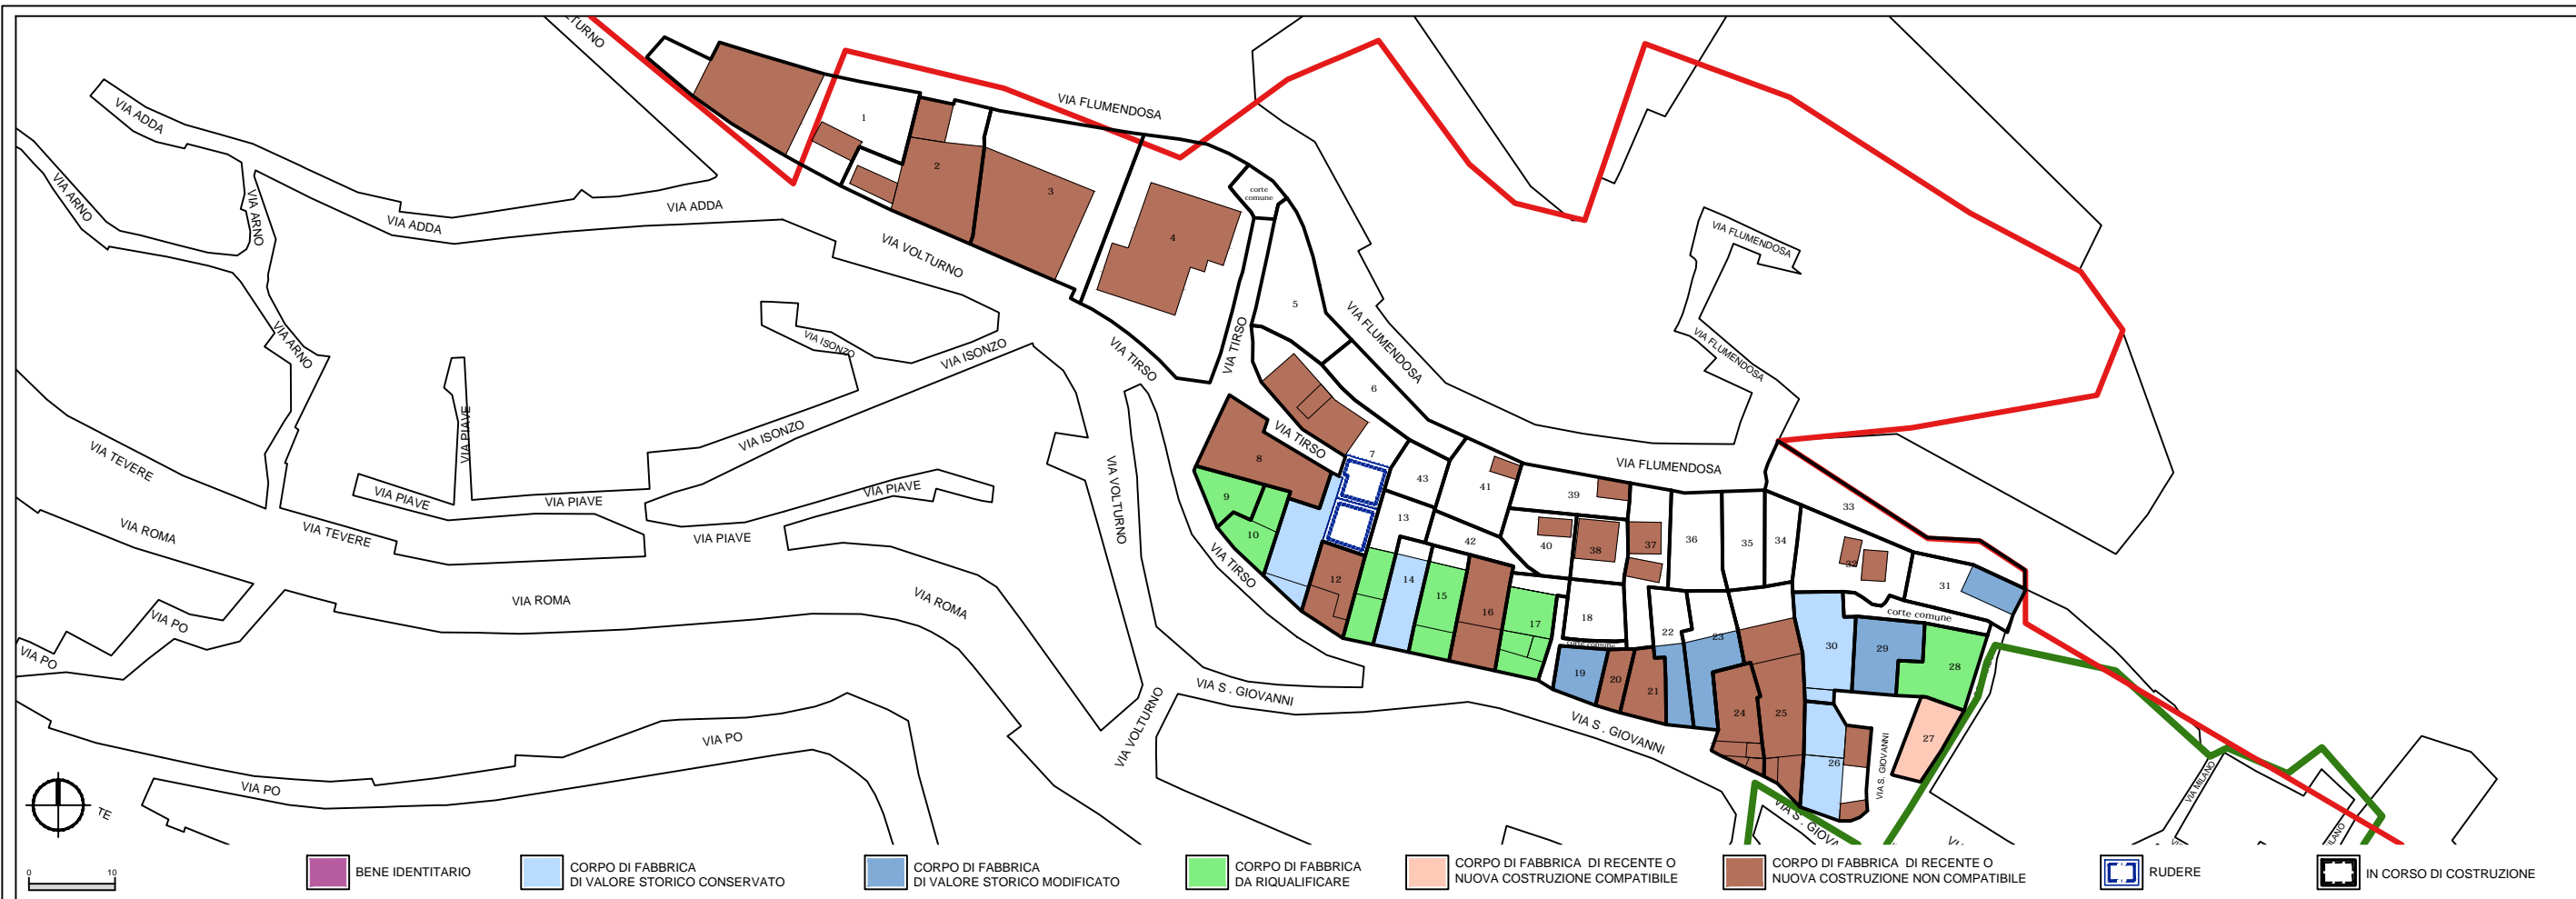 VIA ADDA
VIA ARNO
VIA ARNO
VIA ADDA
VIA ADDA
VIA VOLTURNO
VIA FLUMENDOSA
1
2
3
4
corte
comune
5
VIA FLUMENDOSA
VIA FLUMENDOSA
VIA FLUMENDOSA
VIA ARNO
VIA ISONZO
VIA ISONZO
VIA ISONZO
VIA TIRSO
VIA TIRSO
6
VIA PIAVE
VIA TEVERE
VIA PIAVE
VIA PIAVE
VIA PIAVE
VIA PIAVE
VIA ROMA
VIA TEVERE
VIA VOLTURNO
VIA TIRSO
7
8
9
10
VIA TIRSO
12
13
14
15
16
17
18
43
41
42
39
40
38
37
VIA FLUMENDOSA
36
35
34
33
32
31
corte comune
corte comune
VIA ROMA
VIA ROMA
VIA PO
VIA PO
19
20
21
22
23
24
25
26
27
28
29
30
VIA S . GIOVANNI
VIA S . GIOVANNI
VIA S. GIOVANNI
VIA VOLTURNO
VIA PO
VIA PO
VIA MILANO
TE
0 10
BENE IDENTITARIO
CORPO DI FABBRICA
DI VALORE STORICO CONSERVATO
CORPO DI FABBRICA
DI VALORE STORICO MODIFICATO
CORPO DI FABBRICA
DA RIQUALIFICARE
CORPO DI FABBRICA DI RECENTE O
NUOVA COSTRUZIONE COMPATIBILE
CORPO DI FABBRICA DI RECENTE O
NUOVA COSTRUZIONE NON COMPATIBILE
RUDERE
IN CORSO DI COSTRUZIONE